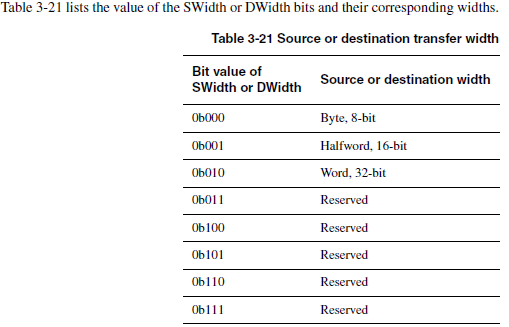 Table 3-21 lists the value of the SWidth or DWidth bits and their corresponding widths.
Table 3-21 Source or destination transfer width
Bit value of
SWidth or DWidth
Source or destination width
0b000 Byte, 8-bit
0b001 Halfword, 16-bit
0b010 Word, 32-bit
0b011 Reserved
0b100 Reserved
0b101 Reserved
0b110 Reserved
0b111 Reserved